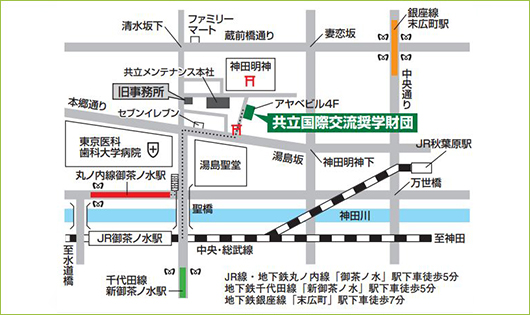 清水坂下
ファミリー
マート
蔵前橋通り
妻恋坂
銀座線
末広町駅
共立メンテナンス本社
神田明神
中央通り
旧事務所
アヤベビル4F
本郷通り
セブンイレブン
共立国際交流奨学財団
東京医科
歯科大学病院
湯島聖堂
湯島坂
神田明神下
JR秋葉原駅
丸ノ内線御茶ノ水駅
万世橋
聖橋
神田川
至水道橋
JR御茶ノ水駅
中央・総武線
至神田
千代田線
新御茶ノ水駅
JR線・地下鉄丸ノ内線「御茶ノ水」駅下車徒歩5分
地下鉄千代田線「新御茶ノ水」駅下車徒歩5分
地下鉄銀座線「末広町」駅下車徒歩7分